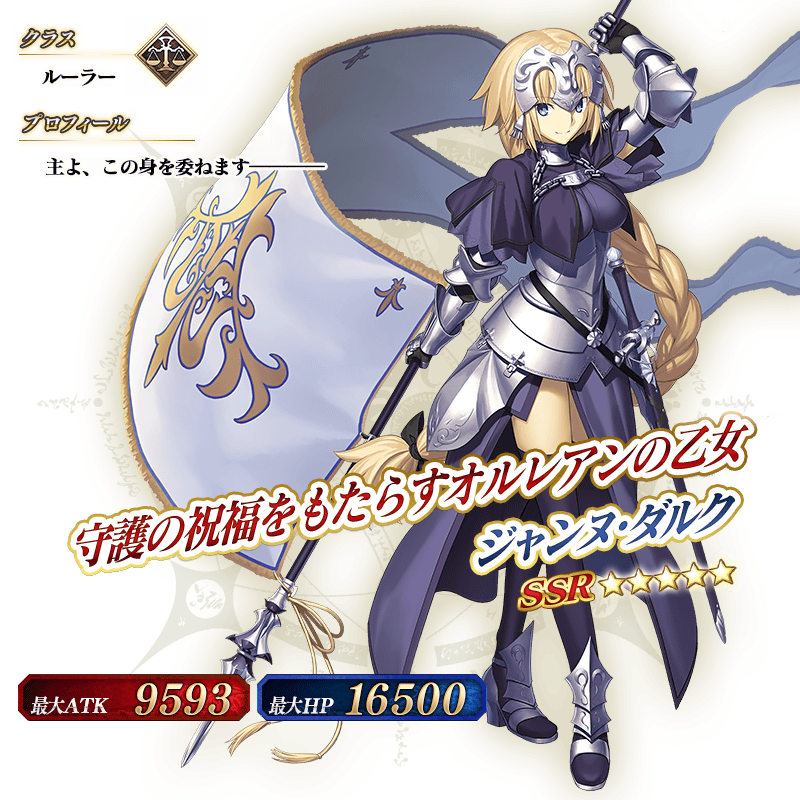 クラス
ルーラー
プロフィール
主よ、この身を委ねます────
守護の祝福をもたらすオルレアンの乙女
ジャンヌ・ダルク
SSR ☆☆☆☆☆
最大ATK 9593
最大HP 16500